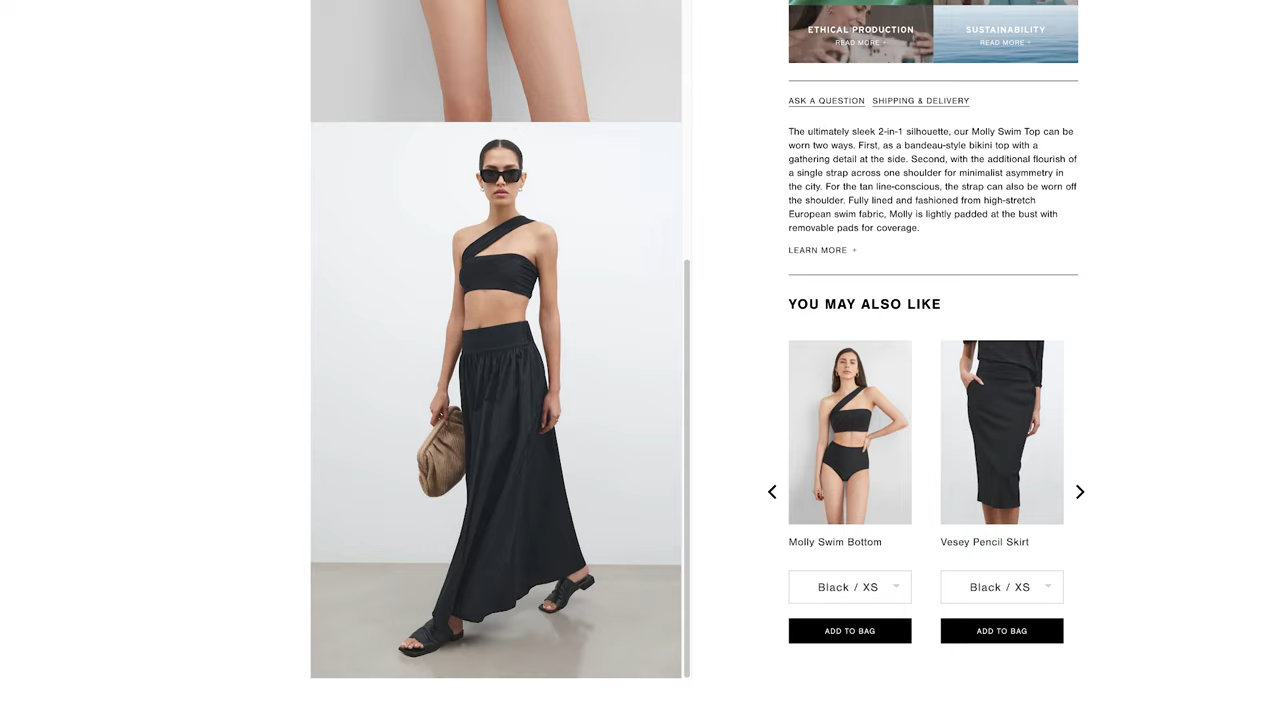 ETHICAL PRODUCTION
READ MORE +
SUSTAINABILITY
READ MORE +
ASK A QUESTION
SHIPPING & DELIVERY
The ultimately sleek 2-in-1 silhouette, our Molly Swim Top can be
worn two ways. First, as a bandeau-style bikini top with a
gathering detail at the side. Second, with the additional flourish of
a single strap across one shoulder for minimalist asymmetry in
the city. For the tan line-conscious, the strap can also be worn off
the shoulder. Fully lined and fashioned from high-stretch
European swim fabric, Molly is lightly padded at the bust with
removable pads for coverage.
LEARN MORE +
YOU MAY ALSO LIKE
Molly Swim Bottom
Black / XS
ADD TO BAG
Vesey Pencil Skirt
Black / XS
ADD TO BAG